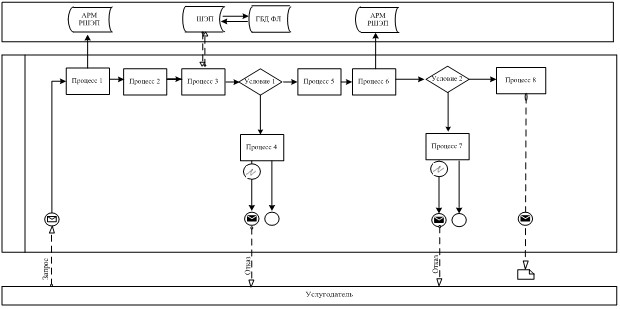 АРМ
РШЭП
ШЭП
ГБД ФЛ
АРМ
РШЭП
Процесс 1
Процесс 2
Процесс 3
Условие 1
Процесс 5
Процесс 6
Условие 2
Процесс 8
Процесс 4
Процесс 7
Запрос
Отказ
Отказ
Услугодатель